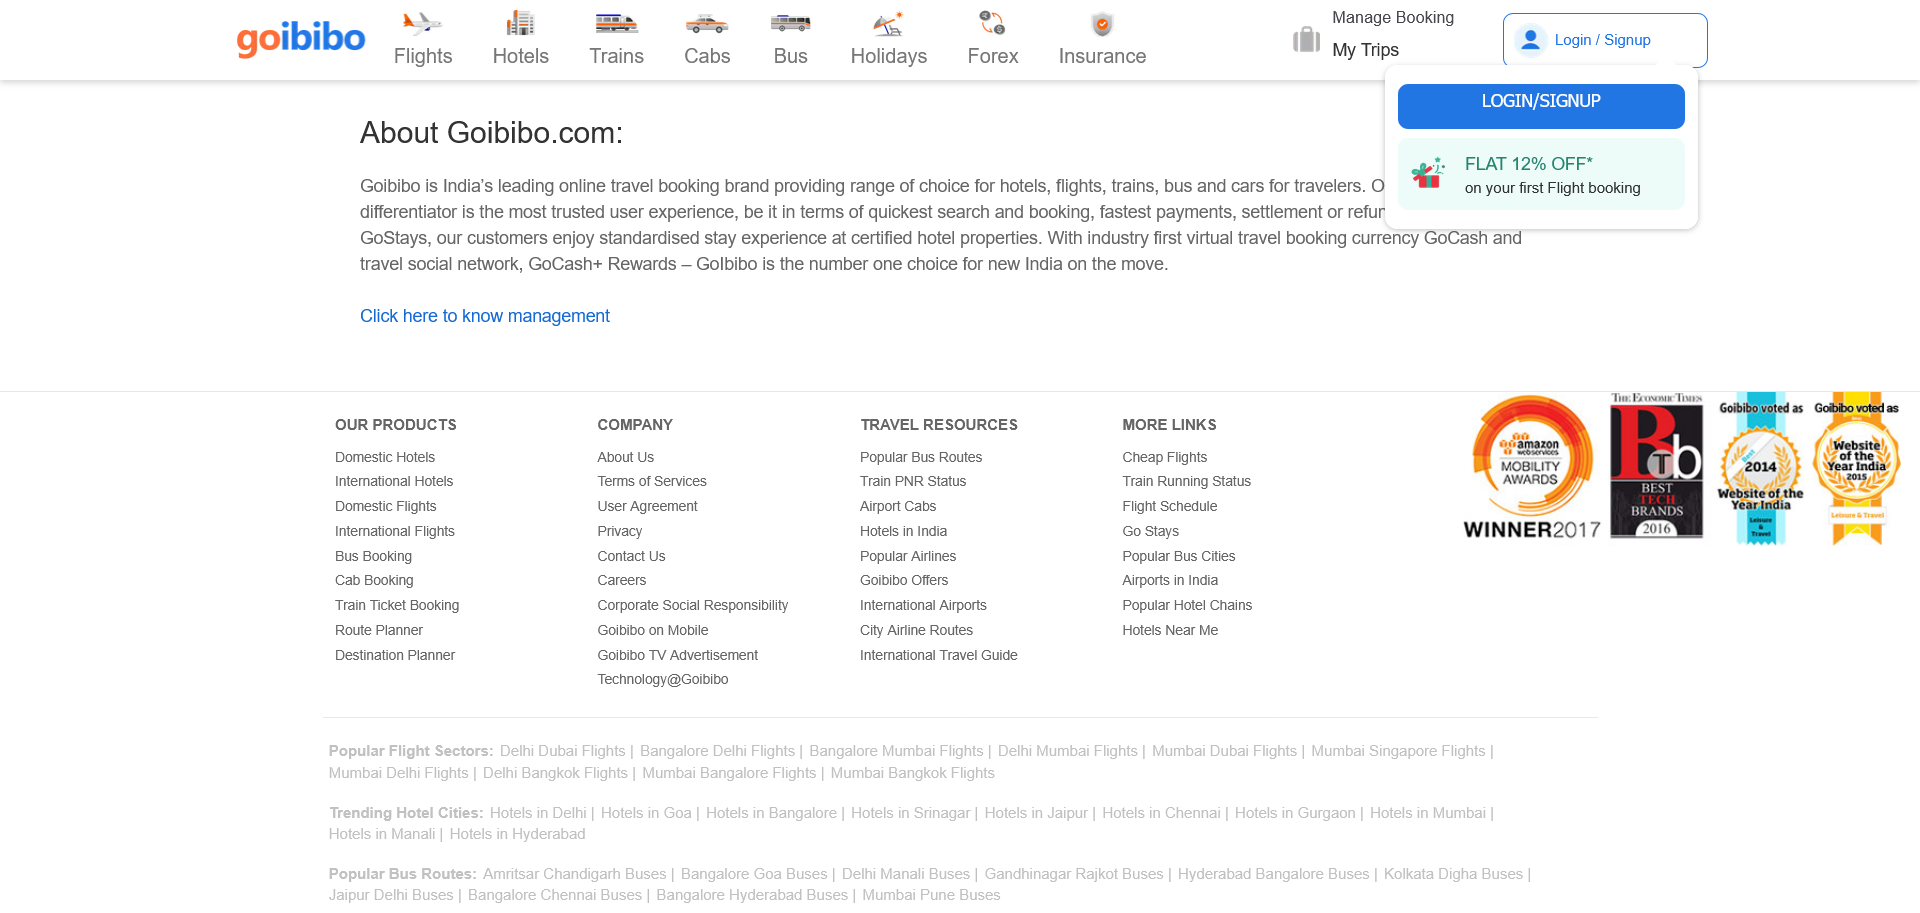 goibibo
Flights Hotels Trains Cabs Bus Holidays Forex Insurance
Manage Booking
My Trips
Login / Signup
LOGIN/SIGNUP
FLAT 12% OFF*
on your first Flight booking
About Goibibo.com:
Goibibo is India’s leading online travel booking brand providing range of choice for hotels, flights, trains, bus and cars for travelers.
differentiator is the most trusted user experience, be it in terms of quickest search and booking, fastest payments, settlement or
GoStays, our customers enjoy standardised stay experience at certified hotel properties. With industry first virtual travel booking currency GoCash and
travel social network, GoCash+ Rewards – GoIbibo is the number one choice for new India on the move.
Click here to know management
OUR PRODUCTS
Domestic Hotels
International Hotels
Domestic Flights
International Flights
Bus Booking
Cab Booking
Train Ticket Booking
Route Planner
Destination Planner
COMPANY
About Us
Terms of Services
User Agreement
Privacy
Contact Us
Careers
Corporate Social Responsibility
Goibibo on Mobile
Goibibo TV Advertisement
Technology@Goibibo
TRAVEL RESOURCES
Popular Bus Routes
Train PNR Status
Airport Cabs
Hotels in India
Popular Airlines
Goibibo Offers
International Airports
City Airline Routes
International Travel Guide
MORE LINKS
Cheap Flights
Train Running Status
Flight Schedule
Go Stays
Popular Bus Cities
Airports in India
Popular Hotel Chains
Hotels Near Me
amazon
webservices
MOBILITY
AWARDS
WINNER2017
THE ECONOMIC TIMES
BTb
BEST
TECH
BRANDS
2016
Goibibo voted as
Best
2014
Website of the
Year India
Leisure
&
Travel
Goibibo voted as
Website
of the
Year India
2015
Leisure & Travel
Popular Flight Sectors: Delhi Dubai Flights | Bangalore Delhi Flights | Bangalore Mumbai Flights | Delhi Mumbai Flights | Mumbai Dubai Flights | Mumbai Singapore Flights |
Mumbai Delhi Flights | Delhi Bangkok Flights | Mumbai Bangalore Flights | Mumbai Bangkok Flights
Trending Hotel Cities: Hotels in Delhi | Hotels in Goa | Hotels in Bangalore | Hotels in Srinagar | Hotels in Jaipur | Hotels in Chennai | Hotels in Gurgaon | Hotels in Mumbai |
Hotels in Manali | Hotels in Hyderabad
Popular Bus Routes: Amritsar Chandigarh Buses | Bangalore Goa Buses | Delhi Manali Buses | Gandhinagar Rajkot Buses | Hyderabad Bangalore Buses | Kolkata Digha Buses |
Jaipur Delhi Buses | Bangalore Chennai Buses | Bangalore Hyderabad Buses | Mumbai Pune Buses